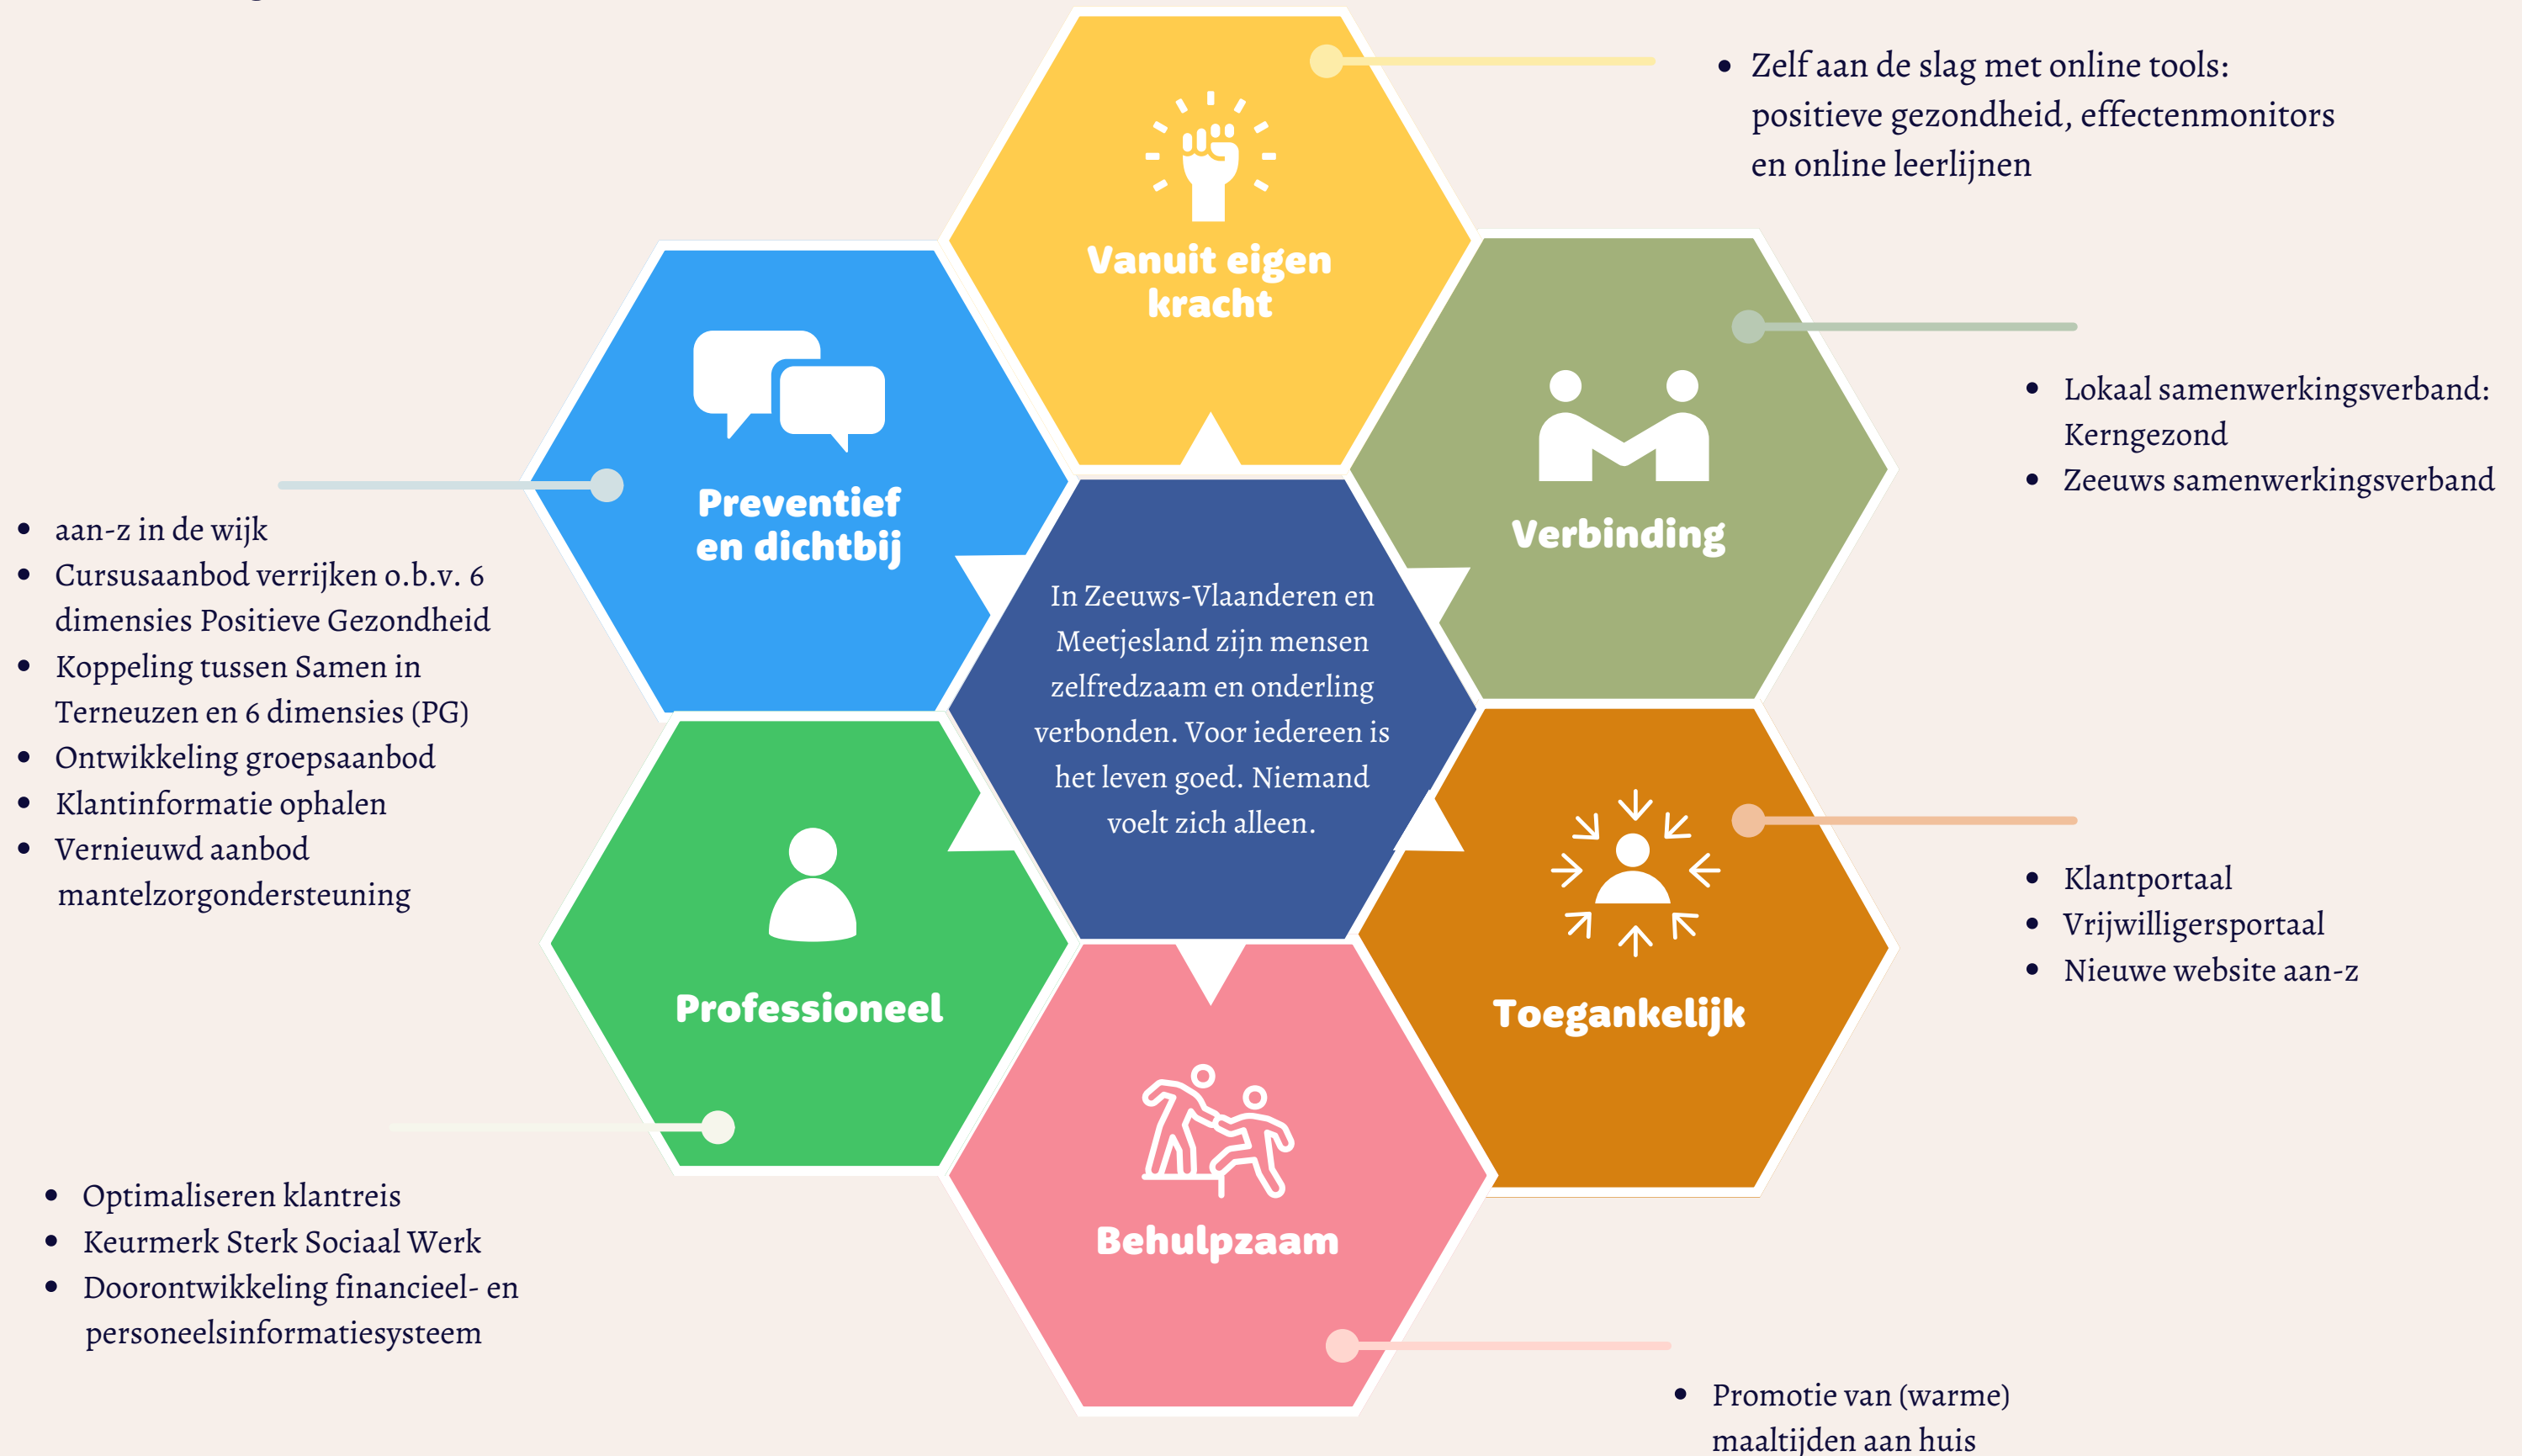 Vanuit eigen
kracht
• Zelf aan de slag met online tools:
positieve gezondheid, effectenmonitors
en online leerlijnen
Verbinding
• Lokaal samenwerkingsverband:
Kerngezond
• Zeeuws samenwerkingsverband
Preventief
en dichtbij
• aan-z in de wijk
• Cursusaanbod verrijken o.b.v. 6
dimensies Positieve Gezondheid
• Koppeling tussen Samen in
Terneuzen en 6 dimensies (PG)
• Ontwikkeling groepsaanbod
• Klantinformatie ophalen
• Vernieuwd aanbod
mantelzorgondersteuning
In Zeeuws-Vlaanderen en
Meetjesland zijn mensen
zelfredzaam en onderling
verbonden. Voor iedereen is
het leven goed. Niemand
voelt zich alleen.
Toegankelijk
• Klantportaal
• Vrijwilligersportaal
• Nieuwe website aan-z
Professioneel
• Optimaliseren klantreis
• Keurmerk Sterk Sociaal Werk
• Doorontwikkeling financieel- en
personeelsinformatiesysteem
Behulpzaam
• Promotie van (warme)
maaltijden aan huis